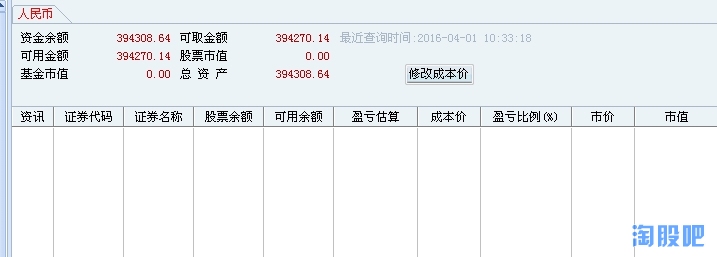 人民币
资金余额 394308.64 可取金额 394270.14 最近查询时间:2016-04-01 10:33:18
可用金额 394270.14 股票市值 0.00
基金市值 0.00 总 资 产 394308.64 修改成本价
资讯 证券代码 证券名称 股票余额 可用余额 盈亏估算 成本价 盈亏比例(%) 市价 市值
淘股吧